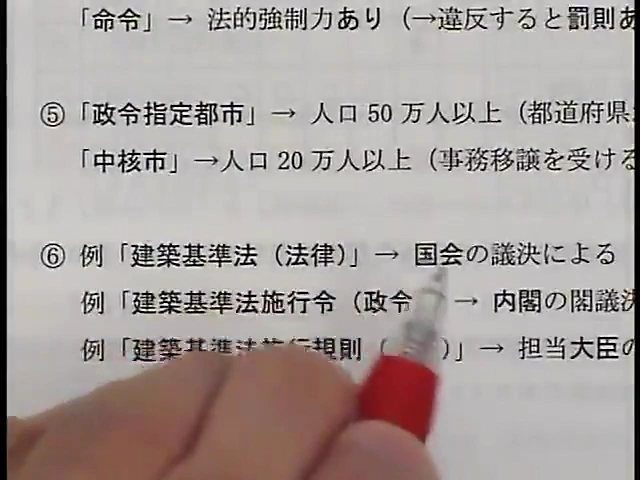 「命令」→ 法的強制力あり（→違反すると罰則あ
⑤「政令指定都市」→ 人口 50 万人以上（都道府県
「中核市」→人口 20 万人以上（事務移譲を受ける
⑥ 例「建築基準法（法律）」→ 国会の議決による
例「建築基準法施行令（政令 → 内閣の閣議決
例「建築基準法施行規則（ ）」→ 担当大臣の